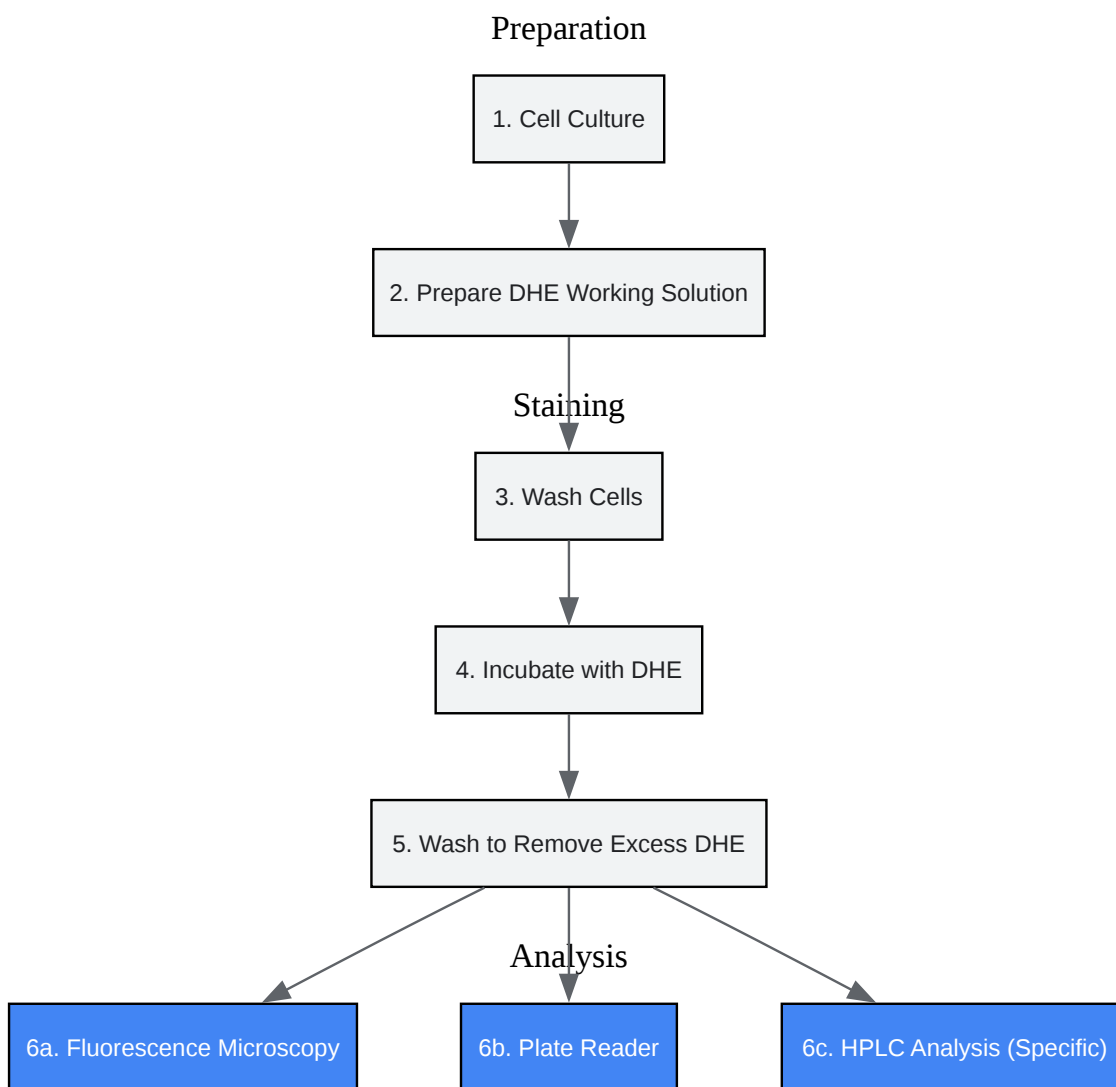 Preparation
1. Cell Culture
2. Prepare DHE Working Solution
Staining
3. Wash Cells
4. Incubate with DHE
5. Wash to Remove Excess DHE
Analysis
6a. Fluorescence Microscopy
6b. Plate Reader
6c. HPLC Analysis (Specific)